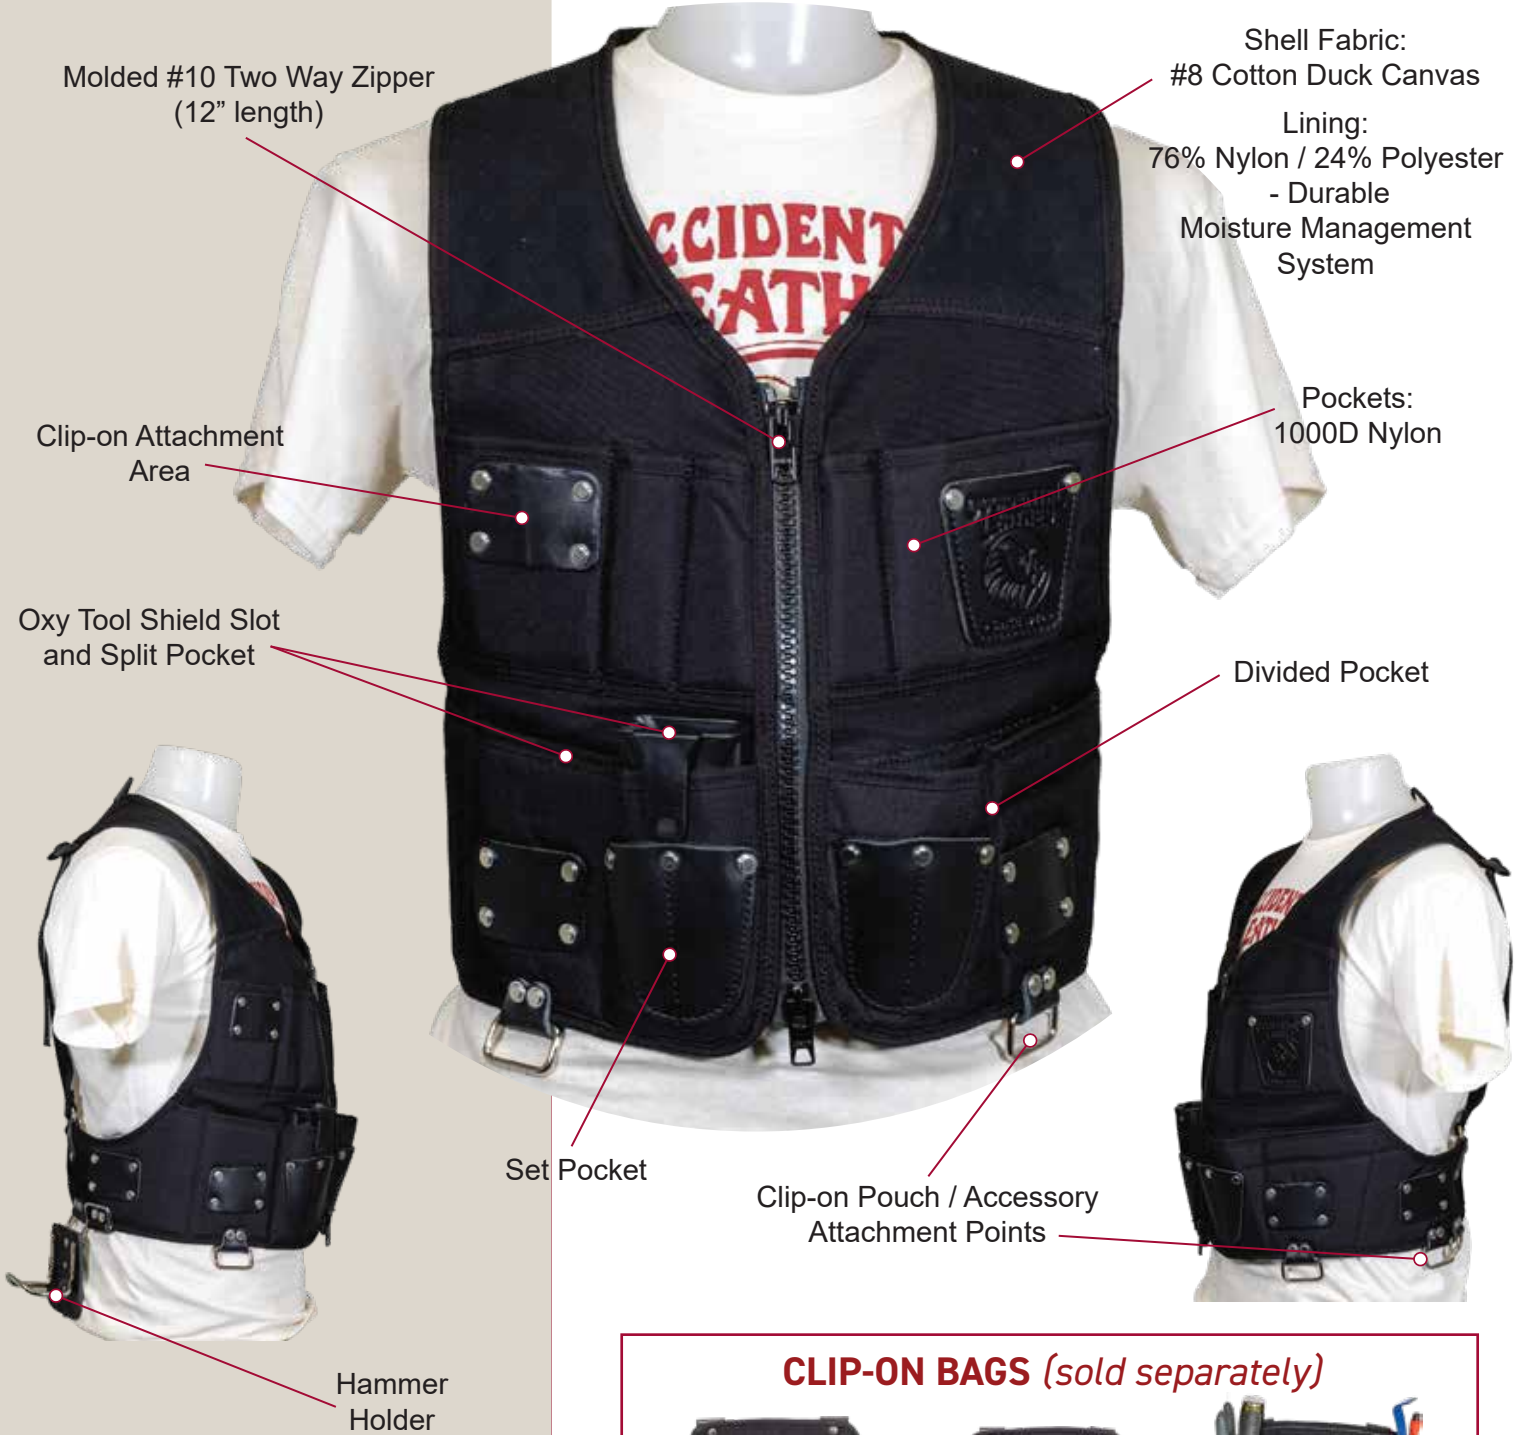 Molded #10 Two Way Zipper
(12” length)
Shell Fabric:
#8 Cotton Duck Canvas
Lining:
76% Nylon / 24% Polyester
- Durable
Moisture Management
System
CCIDENT
EATH
Clip-on Attachment
Area
Pockets:
1000D Nylon
Oxy Tool Shield Slot
and Split Pocket
Divided Pocket
Set Pocket
Clip-on Pouch / Accessory
Attachment Points
Hammer
Holder
CLIP-ON BAGS (sold separately)